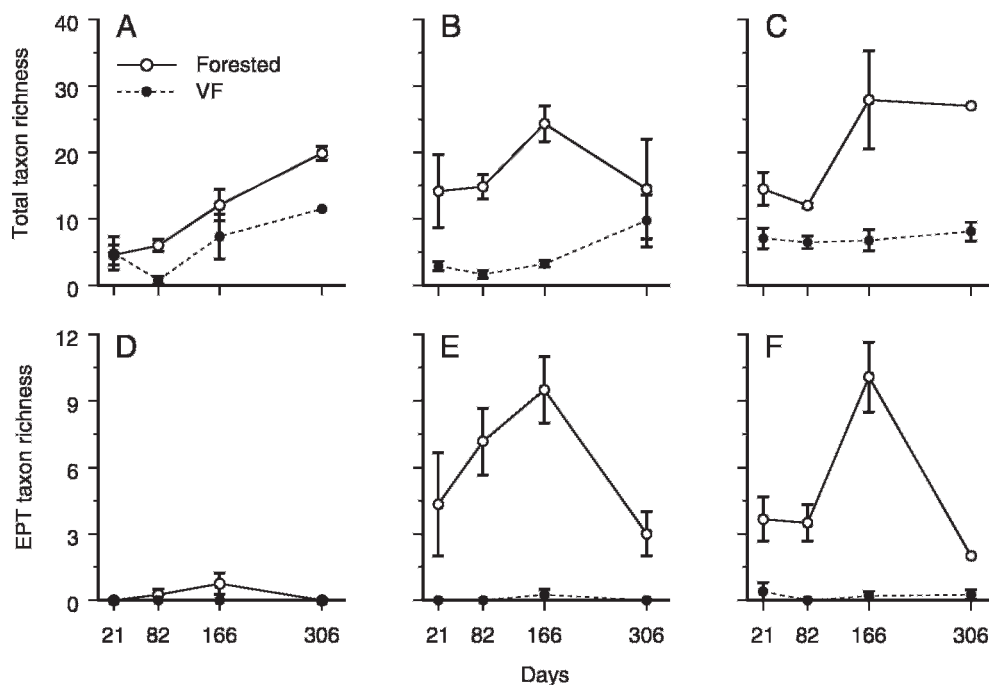 A
B
C
Forested
VF
Total taxon richness
40
30
20
10
0
D
E
F
EPT taxon richness
12
9
6
3
0
21 82 166 306
21 82 166 306
21 82 166 306
Days